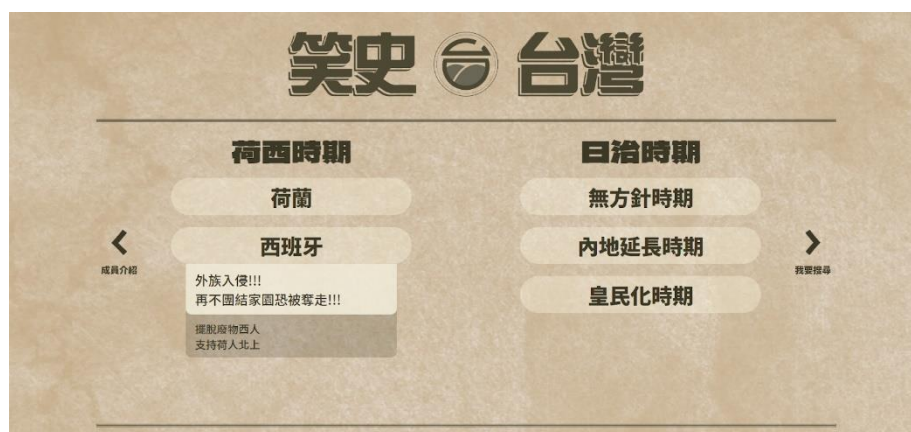 笑史 台灣
荷西時期
荷蘭
西班牙
外族入侵!!!
再不團結家園恐被奪走!!!
擺脫廢物西人
支持荷人北上
日治時期
無方針時期
內地延長時期
皇民化時期
成員介紹
我要搜尋